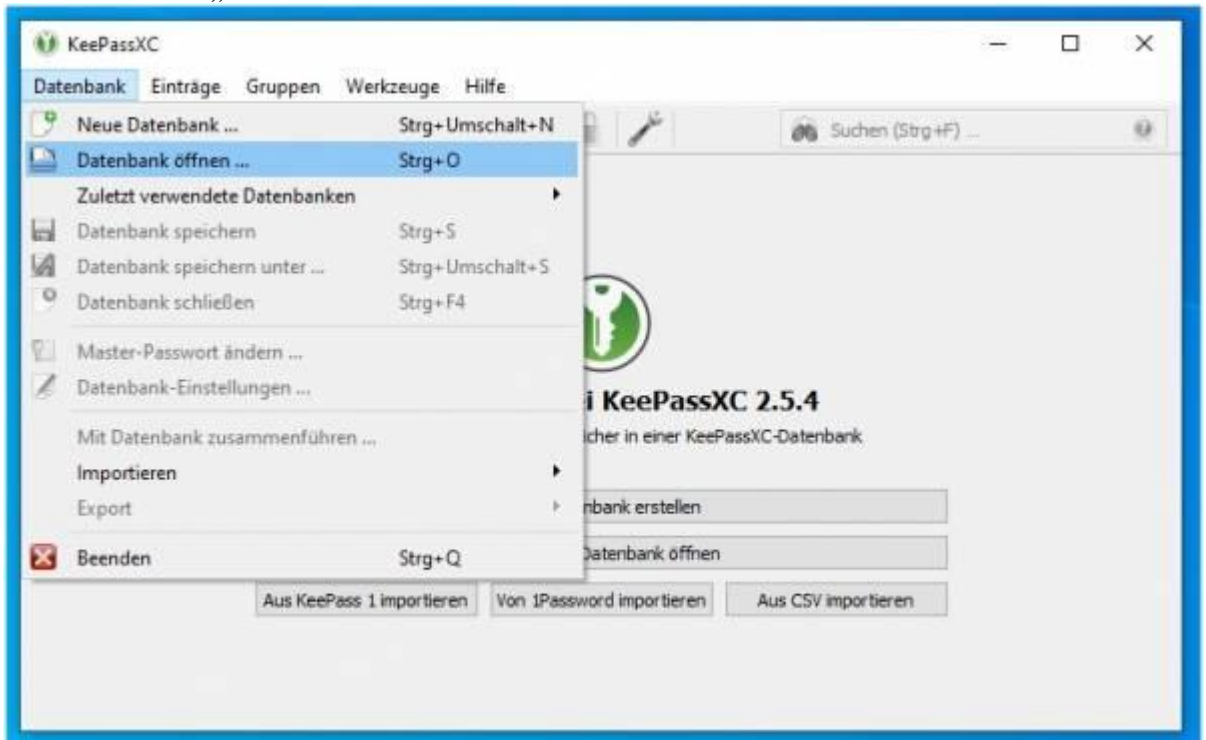 „
KeePassXC
Datenbank Einträge Gruppen Werkzeuge Hilfe
Suchen (Strg+F) ...
Neue Datenbank ... Strg+Umschalt+N
Datenbank öffnen ... Strg+O
Zuletzt verwendete Datenbanken
Datenbank speichern Strg+S
Datenbank speichern unter ... Strg+Umschalt+S
Datenbank schließen Strg+F4
Master-Passwort ändern ...
Datenbank-Einstellungen ...
Mit Datenbank zusammenführen ...
Importieren
Export
Beenden Strg+Q
i KeePassXC 2.5.4
icher in einer KeePassXC-Datenbank
nbank erstellen
Datenbank öffnen
Aus KeePass 1 importieren Von 1Password importieren Aus CSV importieren